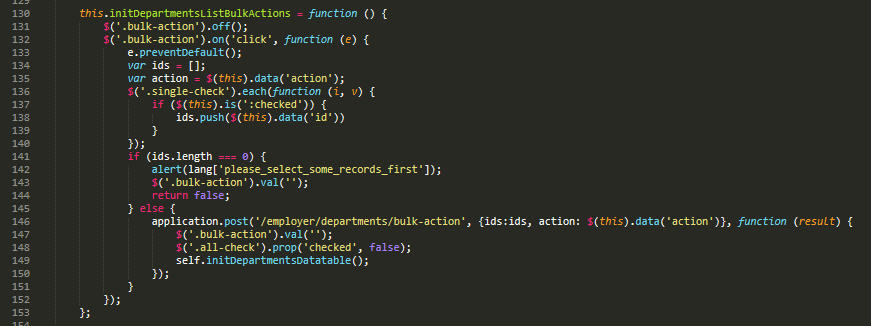 129
130 this.initDepartmentsListBulkActions = function () {
131 $('.bulk-action').off();
132 $('.bulk-action').on('click', function (e) {
133 e.preventDefault();
134 var ids = [];
135 var action = $(this).data('action');
136 $('.single-check').each(function (i, v) {
137 if ($(this).is(':checked')) {
138 ids.push($(this).data('id'))
139 }
140 });
141 if (ids.length === 0) {
142 alert(lang['please_select_some_records_first']);
143 $('.bulk-action').val('');
144 return false;
145 } else {
146 application.post('/employer/departments/bulk-action', {ids:ids, action: $(this).data('action')}, function (result) {
147 $('.bulk-action').val('');
148 $('.all-check').prop('checked', false);
149 self.initDepartmentsDatatable();
150 });
151 }
152 });
153 };
154